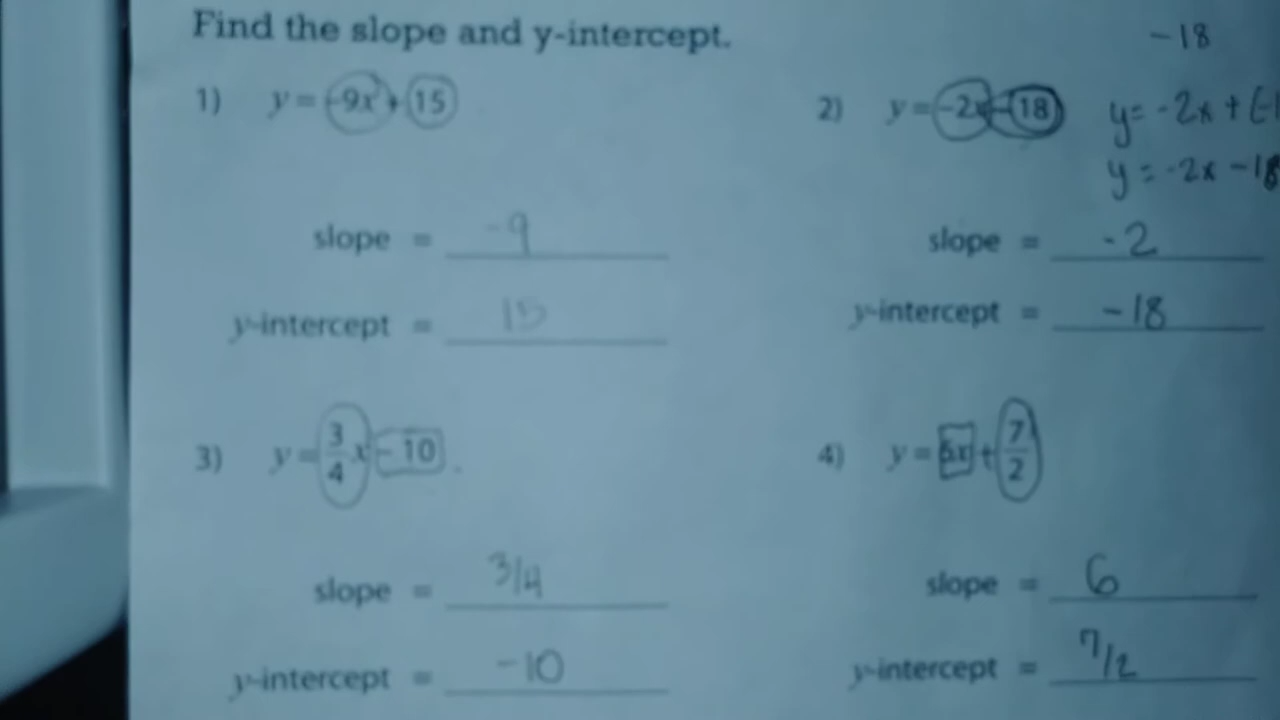 Find the slope and y-intercept.
-18
1) y = -9x + 15
2) y = -2x - 18
y = -2x + (-1
y = -2x - 18
slope = -9
slope = -2
y-intercept = 15
y-intercept = -18
3) y = 3/4 x - 10
4) y = 6x + 7/2
slope = 3/4
slope = 6
y-intercept = -10
y-intercept = 7/2